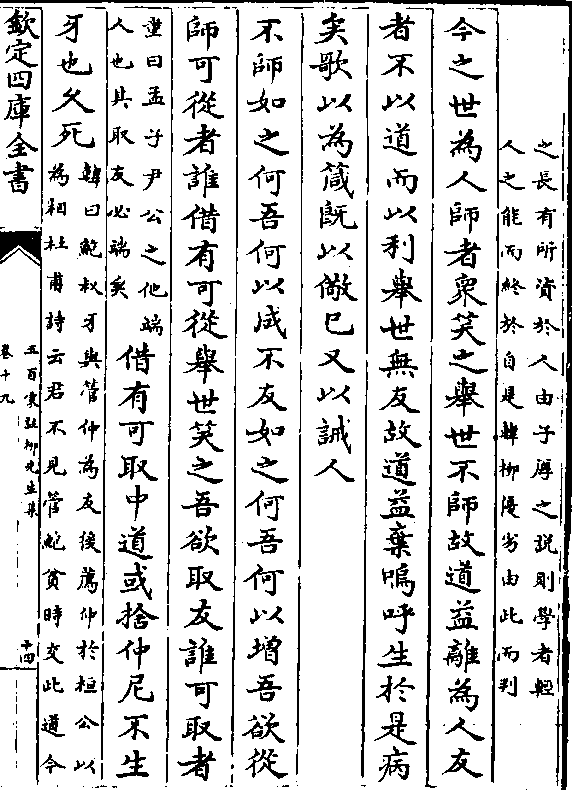 之長有所資於人由子厚之說則學者輕
人之能而終於自是韓柳優劣由此而判
今之世為人師者衆笑之舉世不師故道益離為人友
者不以道而以利舉世無友故道益棄嗚呼生於是病
矣歌以為箴既以儆已又以誡人
不師如之何吾何以成不友如之何吾何以增吾欲從
師可從者誰借有可從舉世笑之吾欲取友誰可取者
借有可取中道或捨仲尼不生
童曰孟子尹公之他端
人也其取友必端矣
牙也久死
韓曰鮑叔牙與管仲為友後薦仲於桓公以
為相杜甫詩云君不見管鮑貧時交此道今
欽定四庫全書
五百家註柳先生集
卷十九
十四